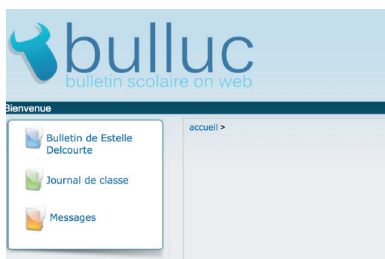 bulluc
bulletin scolaire on web
Bienvenue
Bulletin de Estelle
Delcourte
Journal de classe
Messages
accueil >